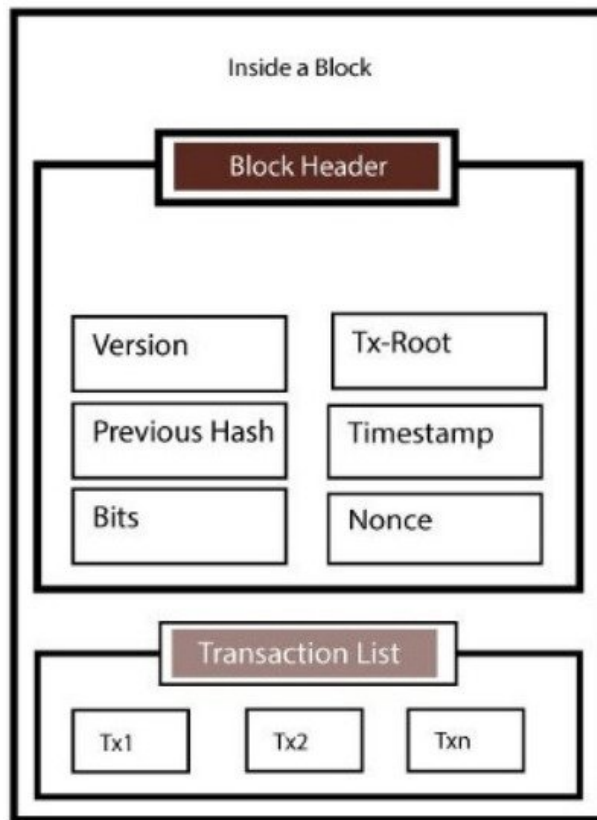 Inside a Block
Block Header
Version
Tx-Root
Previous Hash
Timestamp
Bits
Nonce
Transaction List
Tx1
Tx2
Txn